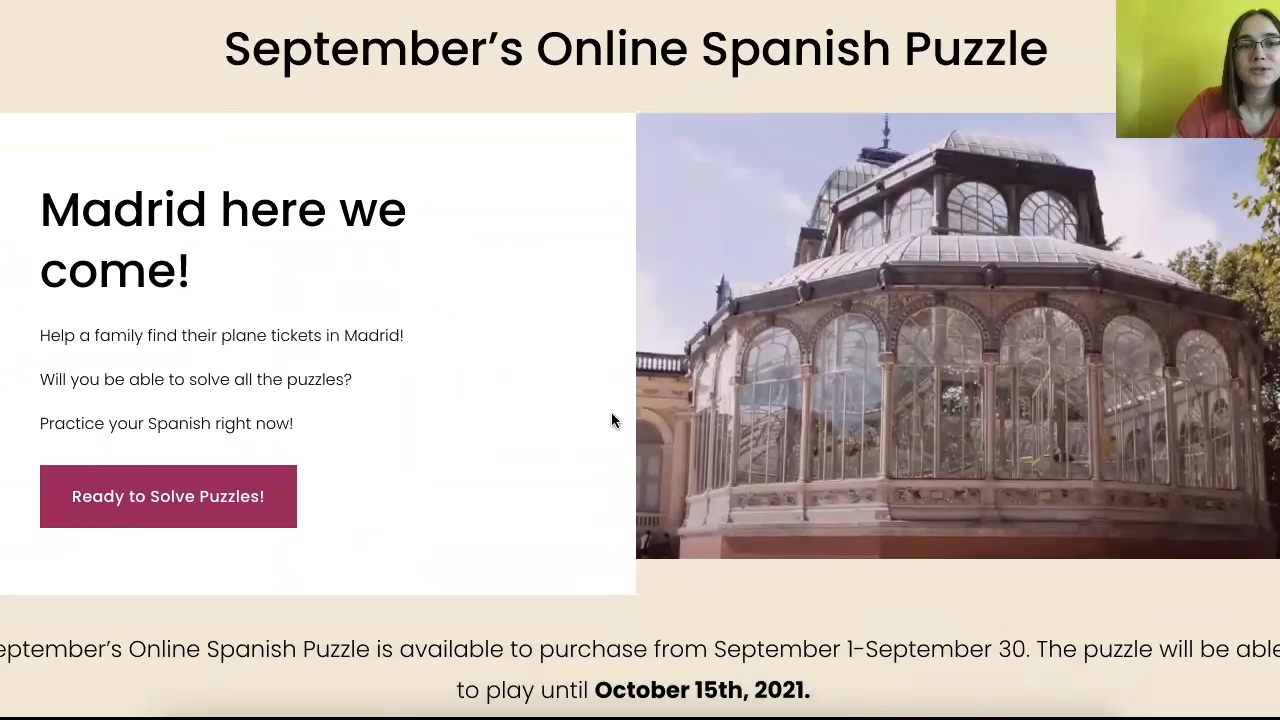 September’s Online Spanish Puzzle
Madrid here we
come!
Help a family find their plane tickets in Madrid!
Will you be able to solve all the puzzles?
Practice your Spanish right now!
Ready to Solve Puzzles!
eptember’s Online Spanish Puzzle is available to purchase from September 1-September 30. The puzzle will be able
to play until October 15th, 2021.